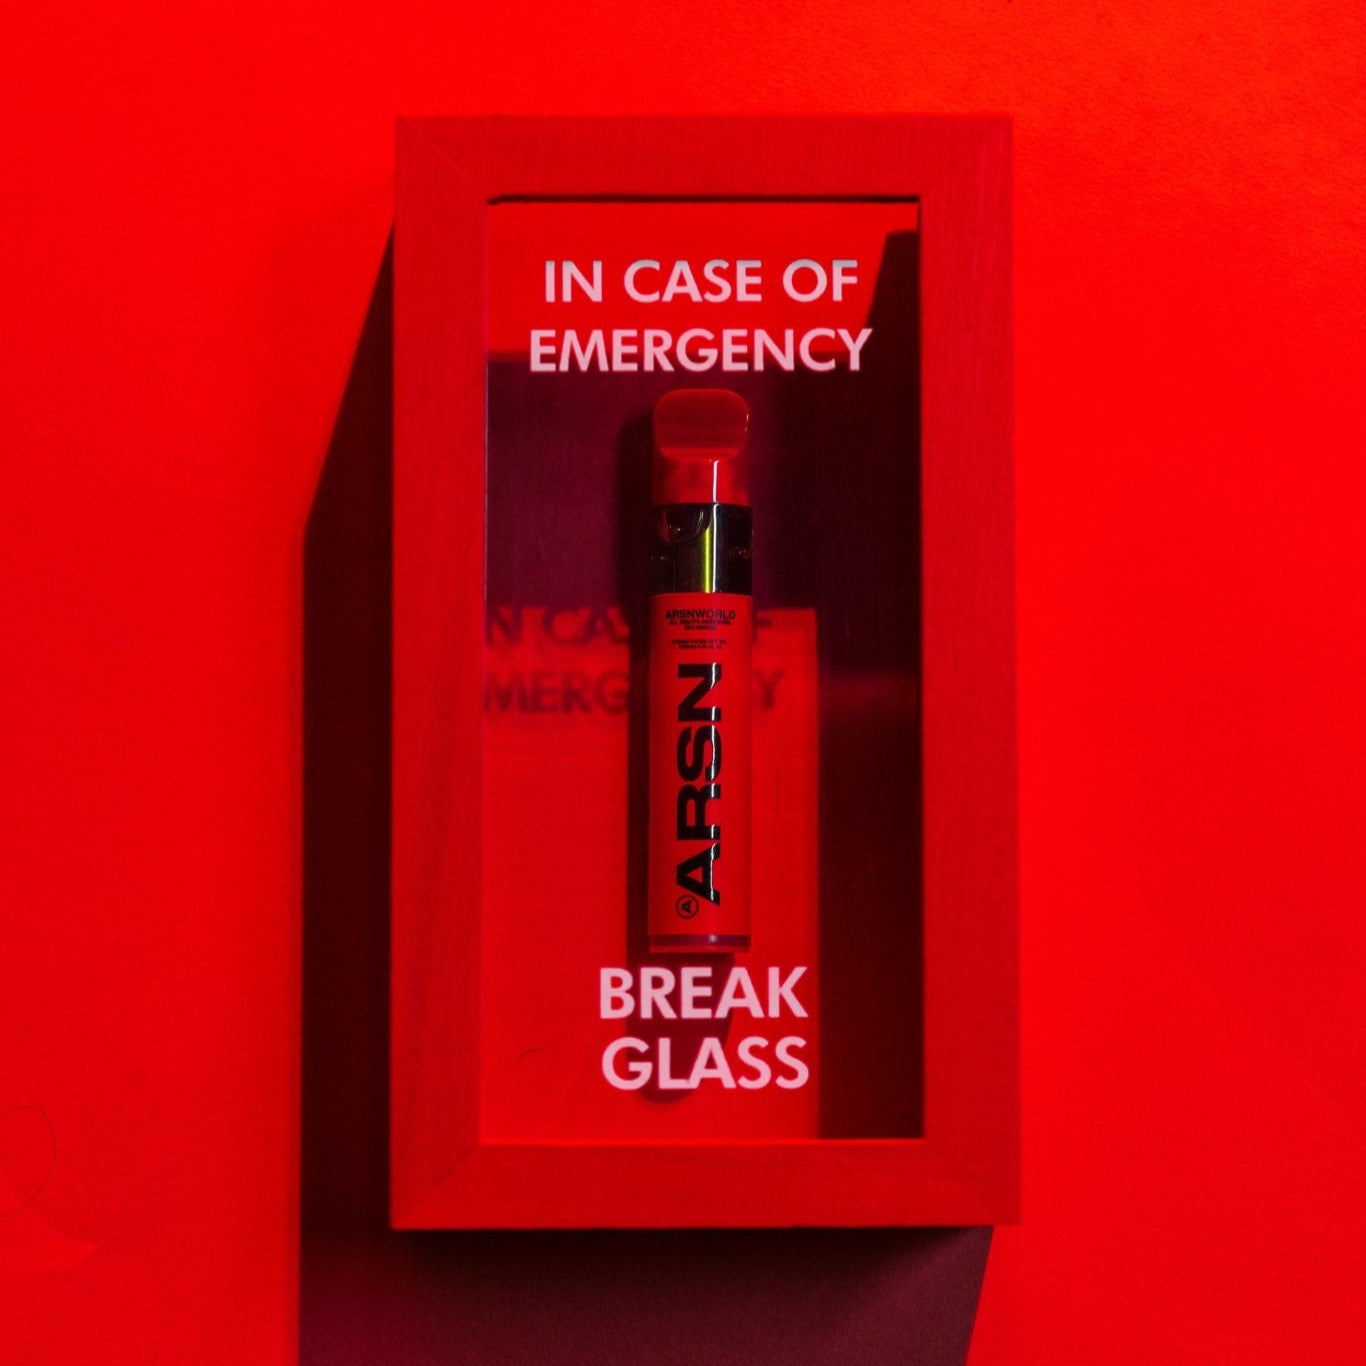 IN CASE OF
EMERGENCY
ARSNWORLD
ARSN
BREAK
GLASS